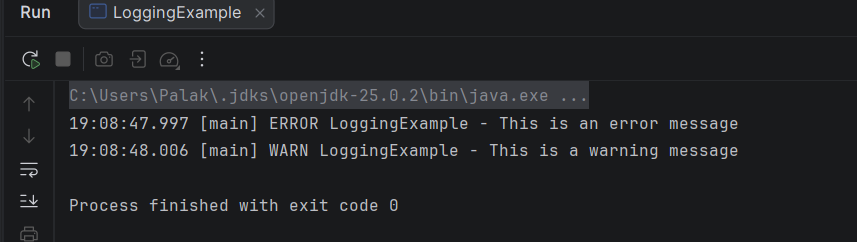 Run LoggingExample
C:\Users\Palak\.jdks\openjdk-25.0.2\bin\java.exe ...
19:08:47.997 [main] ERROR LoggingExample - This is an error message
19:08:48.006 [main] WARN LoggingExample - This is a warning message
Process finished with exit code 0